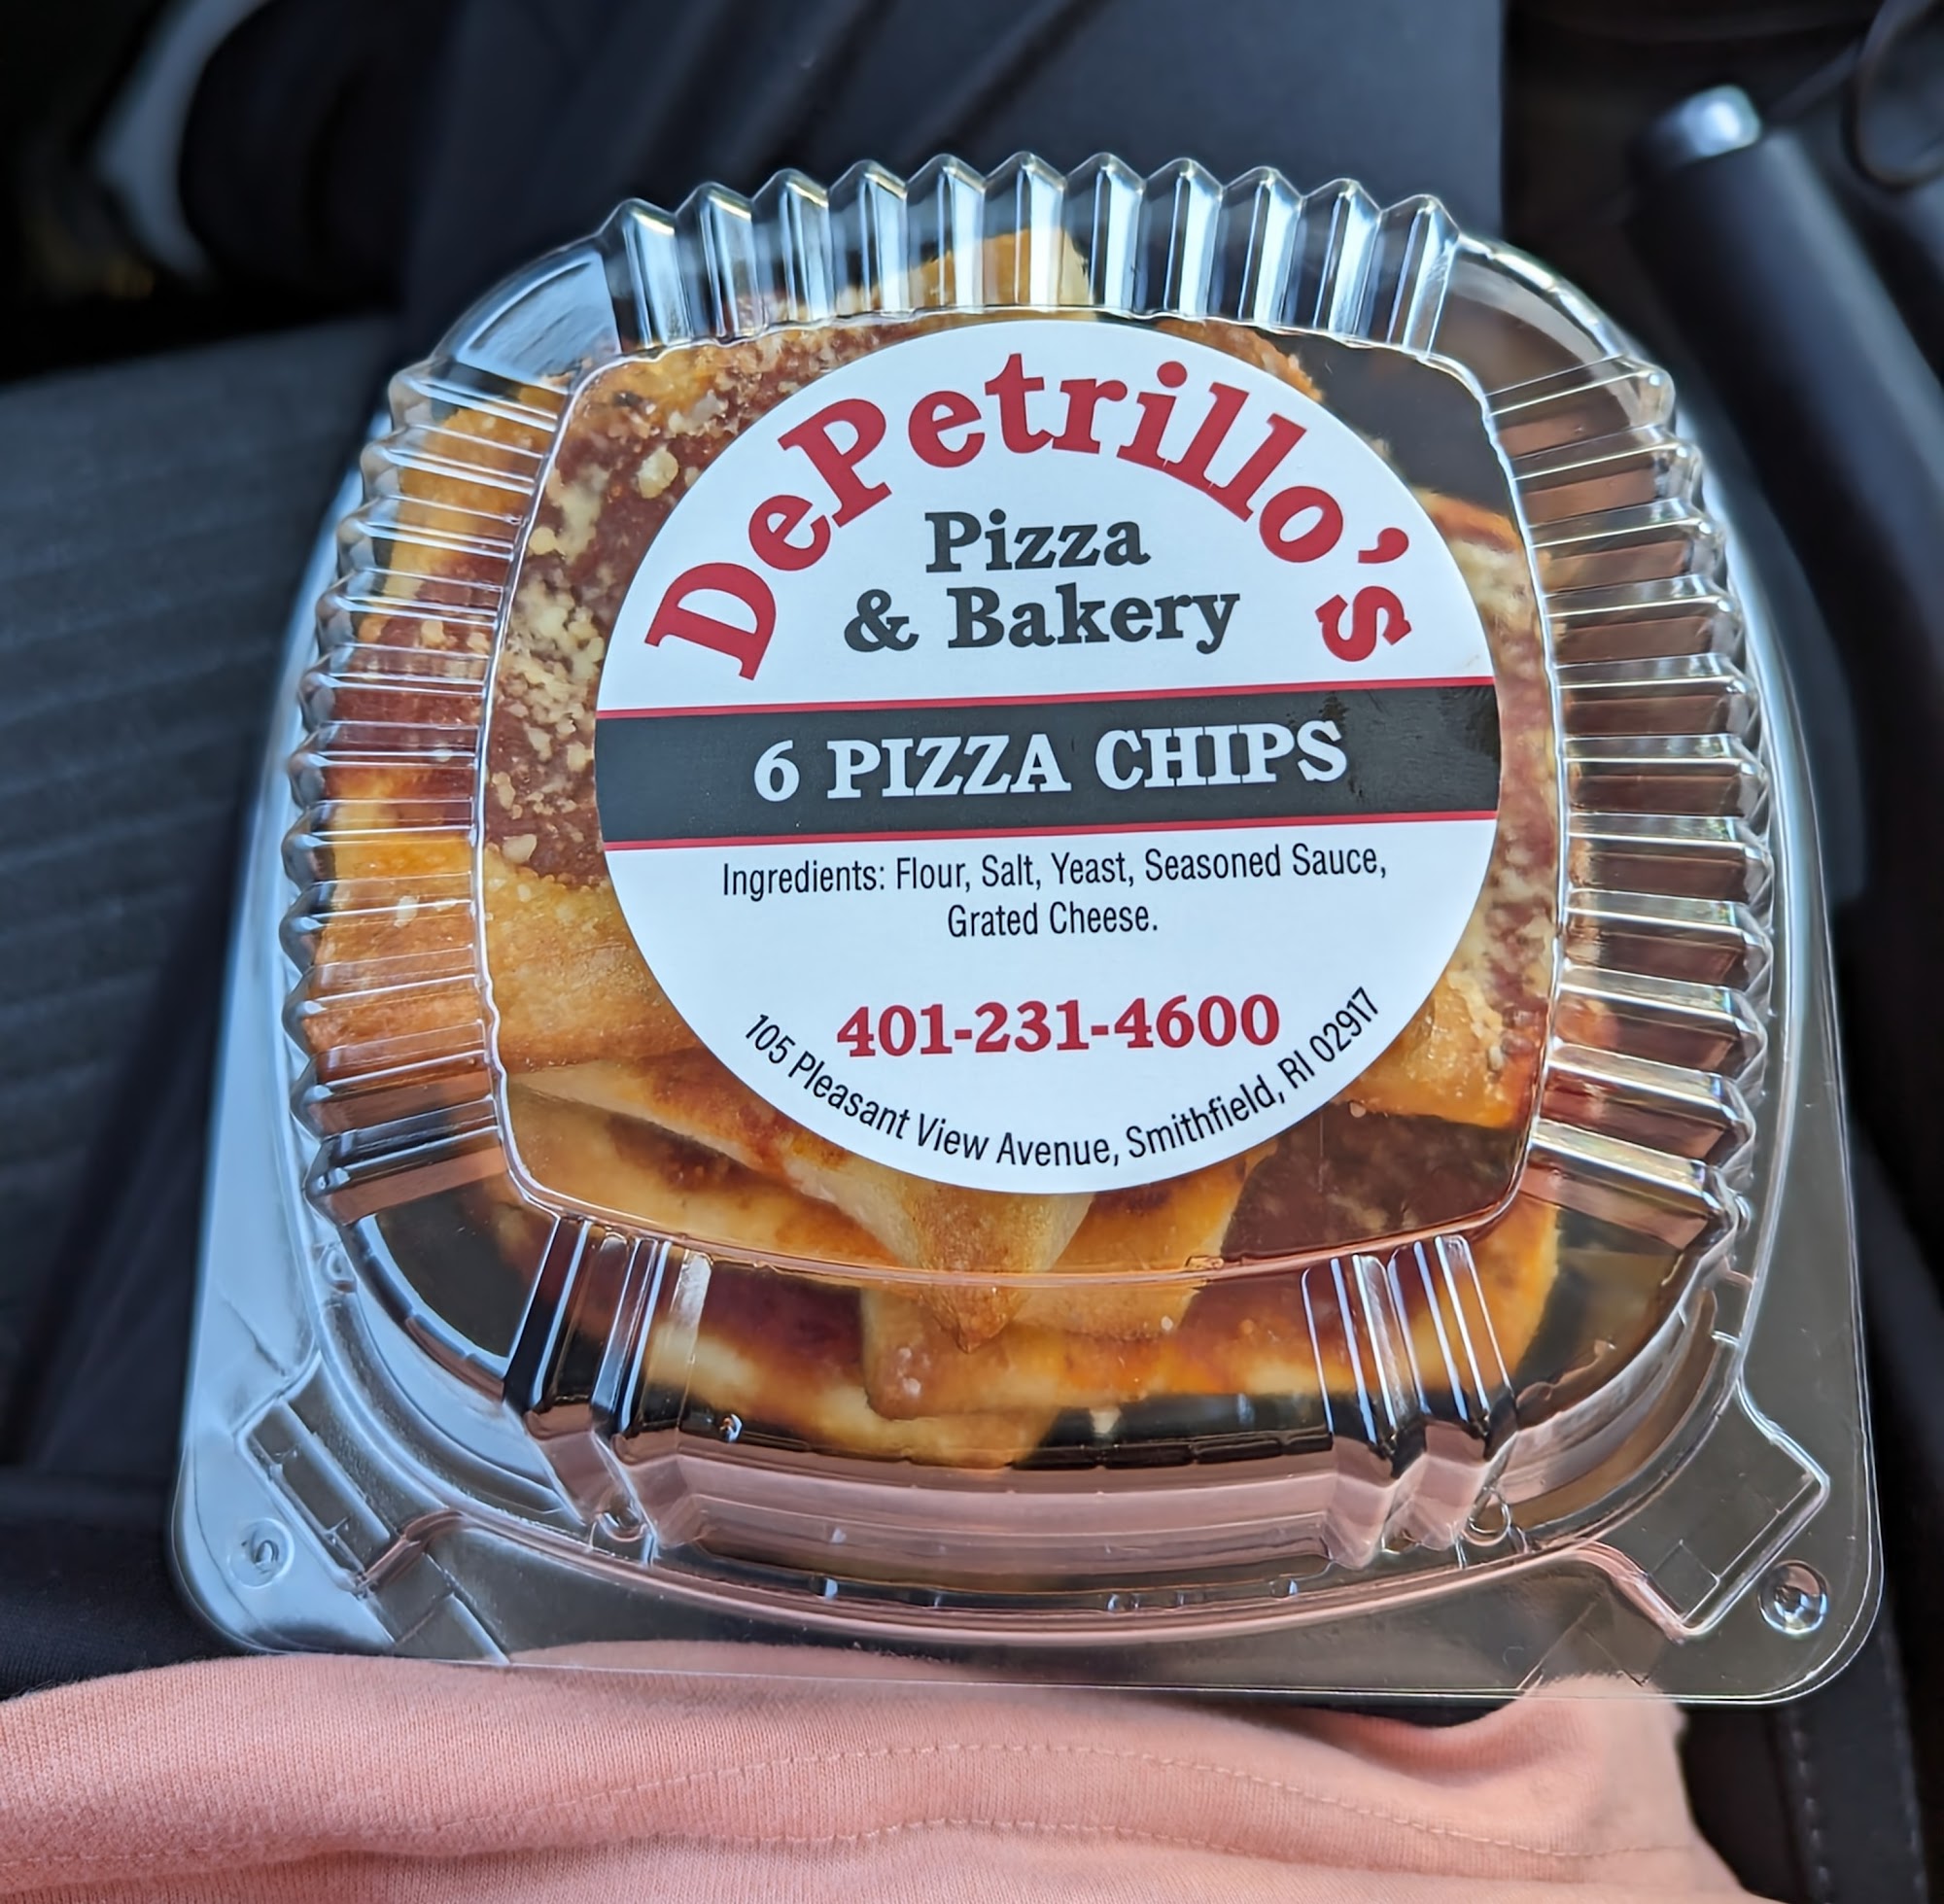 DePetrillo's
Pizza
& Bakery
6 PIZZA CHIPS
Ingredients: Flour, Salt, Yeast, Seasoned Sauce,
Grated Cheese.
401-231-4600
105 Pleasant View Avenue, Smithfield, RI 02917